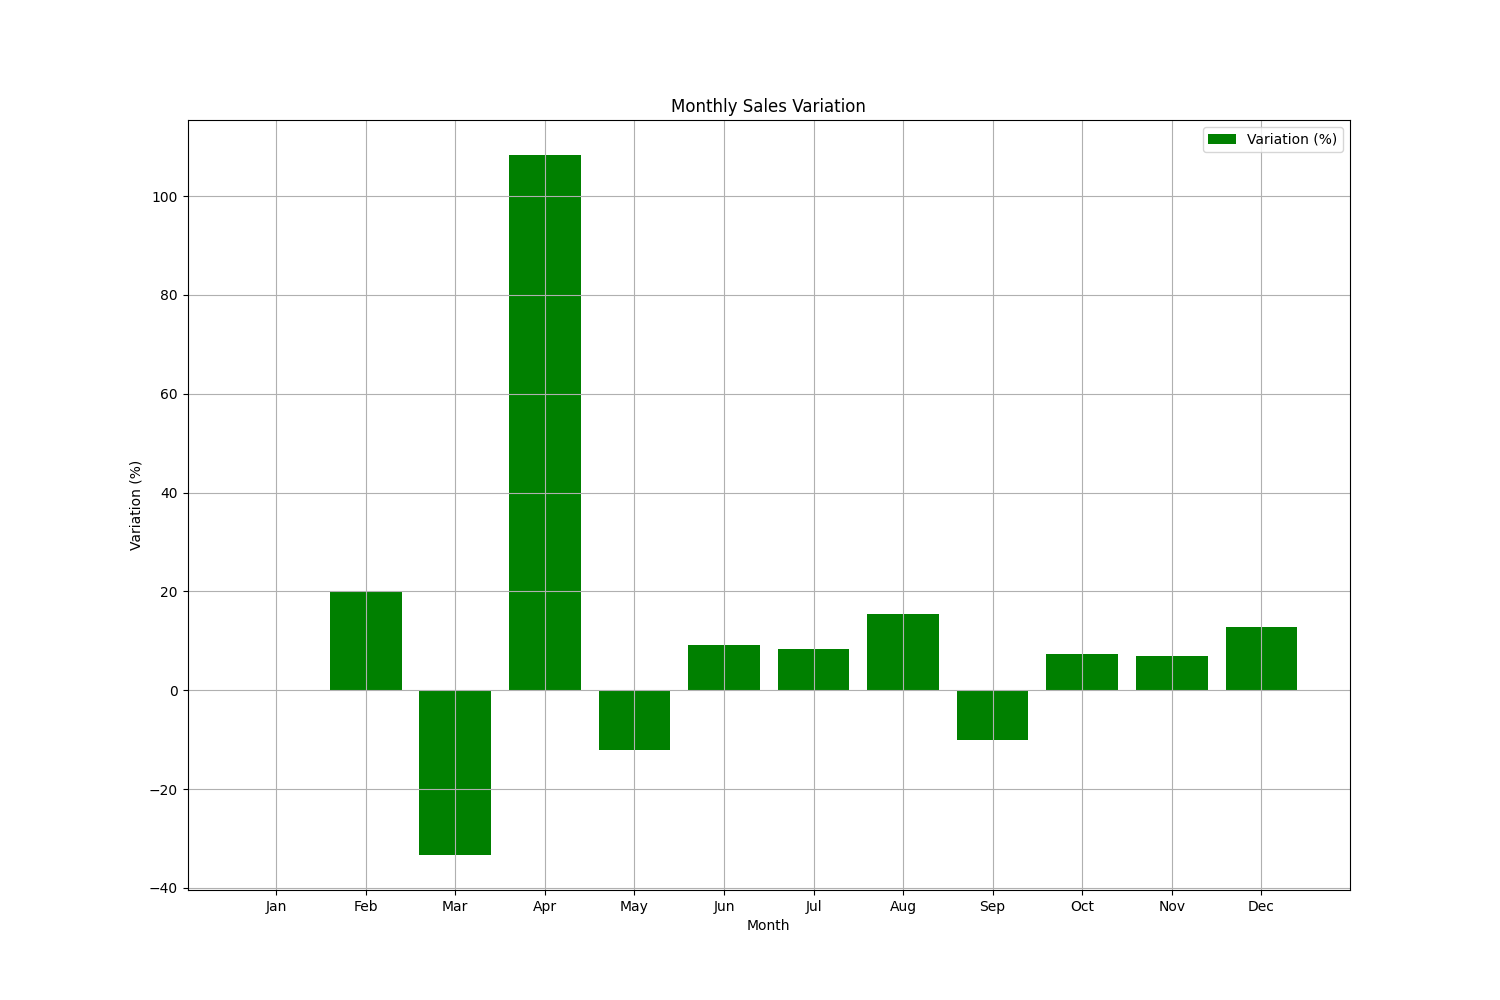 Monthly Sales Variation
Variation (%)
100
80
60
40
20
0
−20
−40
Variation (%)
Jan Feb Mar Apr May Jun Jul Aug Sep Oct Nov Dec
Month